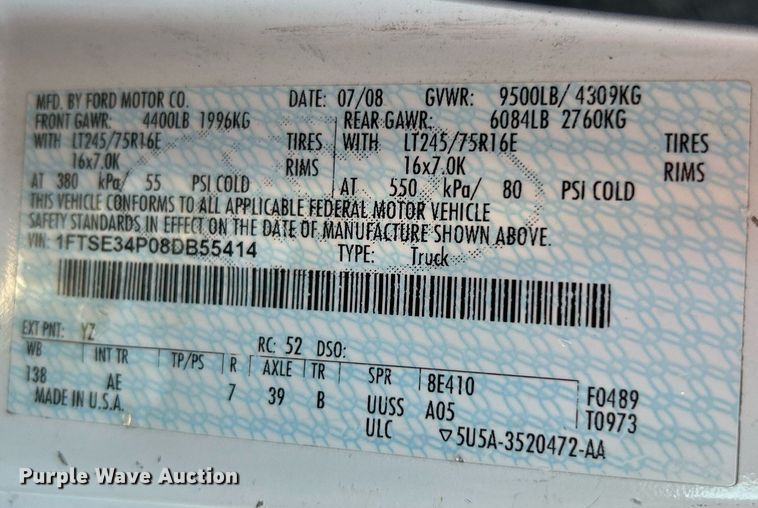 MFD. BY FORD MOTOR CO. DATE: 07/08 GVWR: 9500LB/ 4309KG
FRONT GAWR: 4400LB 1996KG REAR GAWR: 6084LB 2760KG
WITH LT245/75R16E TIRES WITH LT245/75R16E TIRES
16x7.0K RIMS 16x7.0K RIMS
AT 380 kPa/ 55 PSI COLD AT 550 kPa/ 80 PSI COLD
THIS VEHICLE CONFORMS TO ALL APPLICABLE FEDERAL MOTOR VEHICLE
SAFETY STANDARDS IN EFFECT ON THE DATE OF MANUFACTURE SHOWN ABOVE.
VIN: 1FTSE34P08DB55414 TYPE: Truck
EXT PNT: YZ RC: 52 DSO:
WB INT TR TP/PS R AXLE TR SPR 8E410 F0489
138 AE 7 39 B UUSS A05 T0973
MADE IN U.S.A. ULC ▽5U5A-3520472-AA
Purple Wave Auction